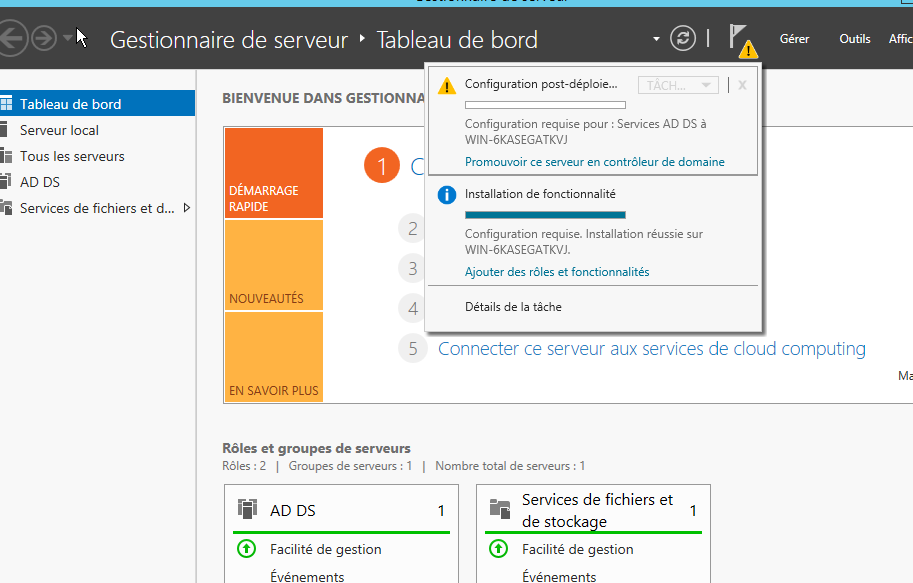 Gestionnaire de serveur
Gestionnaire de serveur ‣ Tableau de bord
Gérer
Outils
Affic
Tableau de bord
Serveur local
Tous les serveurs
AD DS
Services de fichiers et d...
BIENVENUE DANS GESTIONNA
Configuration post-déploie...
TÂCH...
X
Configuration requise pour : Services AD DS à
WIN-6KASEGATKVJ
Promouvoir ce serveur en contrôleur de domaine
Installation de fonctionnalité
Configuration requise. Installation réussie sur
WIN-6KASEGATKVJ.
Ajouter des rôles et fonctionnalités
Détails de la tâche
DÉMARRAGE
RAPIDE
NOUVEAUTÉS
EN SAVOIR PLUS
1 C
2
3
4
5 Connecter ce serveur aux services de cloud computing
Ma
Rôles et groupes de serveurs
Rôles : 2 | Groupes de serveurs : 1 | Nombre total de serveurs : 1
AD DS 1
Facilité de gestion
Événements
Services de fichiers et
de stockage 1
Facilité de gestion
Événements